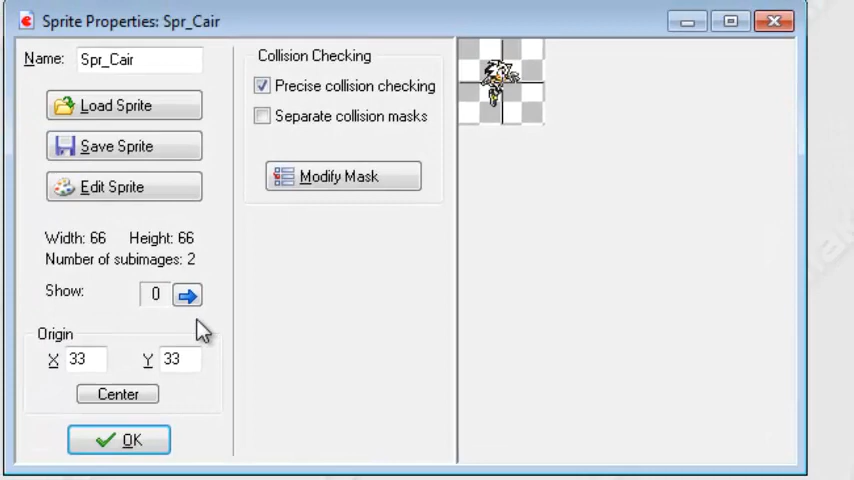 Sprite Properties: Spr_Cair
Name: Spr_Cair
Load Sprite
Save Sprite
Edit Sprite
Width: 66 Height: 66
Number of subimages: 2
Show: 0
Origin
X 33 Y 33
Center
OK
Collision Checking
Precise collision checking
Separate collision masks
Modify Mask